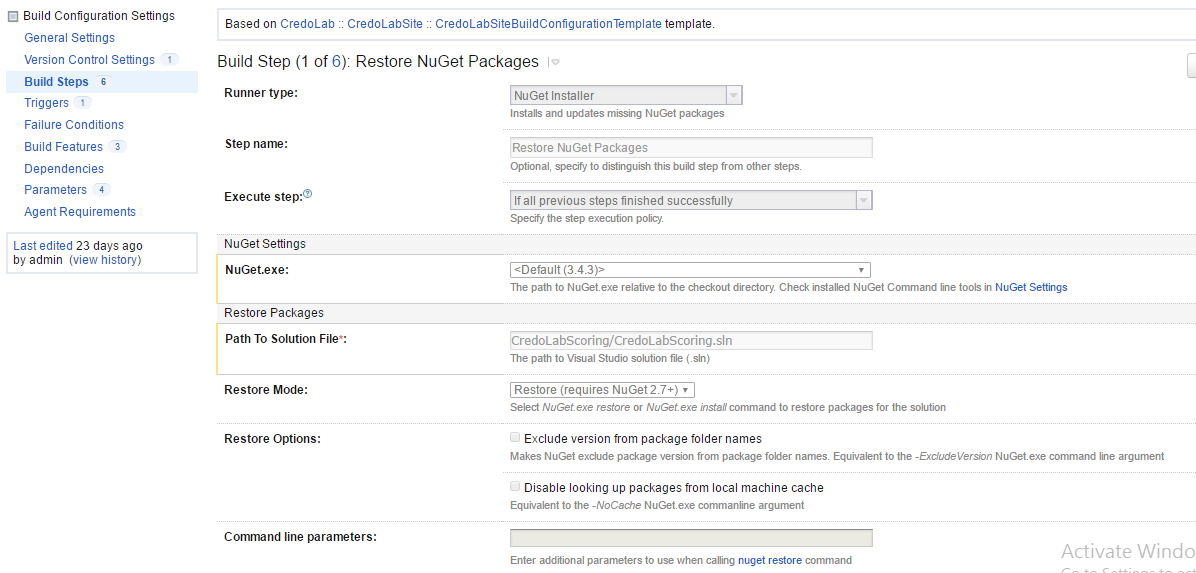 Build Configuration Settings
General Settings
Version Control Settings 1
Build Steps 6
Triggers 1
Failure Conditions
Build Features 3
Dependencies
Parameters 4
Agent Requirements
Last edited 23 days ago
by admin (view history)
Based on CredoLab :: CredoLabSite :: CredoLabSiteBuildConfigurationTemplate template.
Build Step (1 of 6): Restore NuGet Packages
Runner type:
NuGet Installer
Installs and updates missing NuGet packages
Step name:
Restore NuGet Packages
Optional, specify to distinguish this build step from other steps.
Execute step:
If all previous steps finished successfully
Specify the step execution policy.
NuGet Settings
NuGet.exe:
<Default (3.4.3)>
The path to NuGet.exe relative to the checkout directory. Check installed NuGet Command line tools in NuGet Settings
Restore Packages
Path To Solution File*:
CredoLabScoring/CredoLabScoring.sln
The path to Visual Studio solution file (.sln)
Restore Mode:
Restore (requires NuGet 2.7+)
Select NuGet.exe restore or NuGet.exe install command to restore packages for the solution
Restore Options:
Exclude version from package folder names
Makes NuGet exclude package version from package folder names. Equivalent to the -ExcludeVersion NuGet.exe command line argument
Disable looking up packages from local machine cache
Equivalent to the -NoCache NuGet.exe commanline argument
Command line parameters:
Enter additional parameters to use when calling nuget restore command
Activate Windo